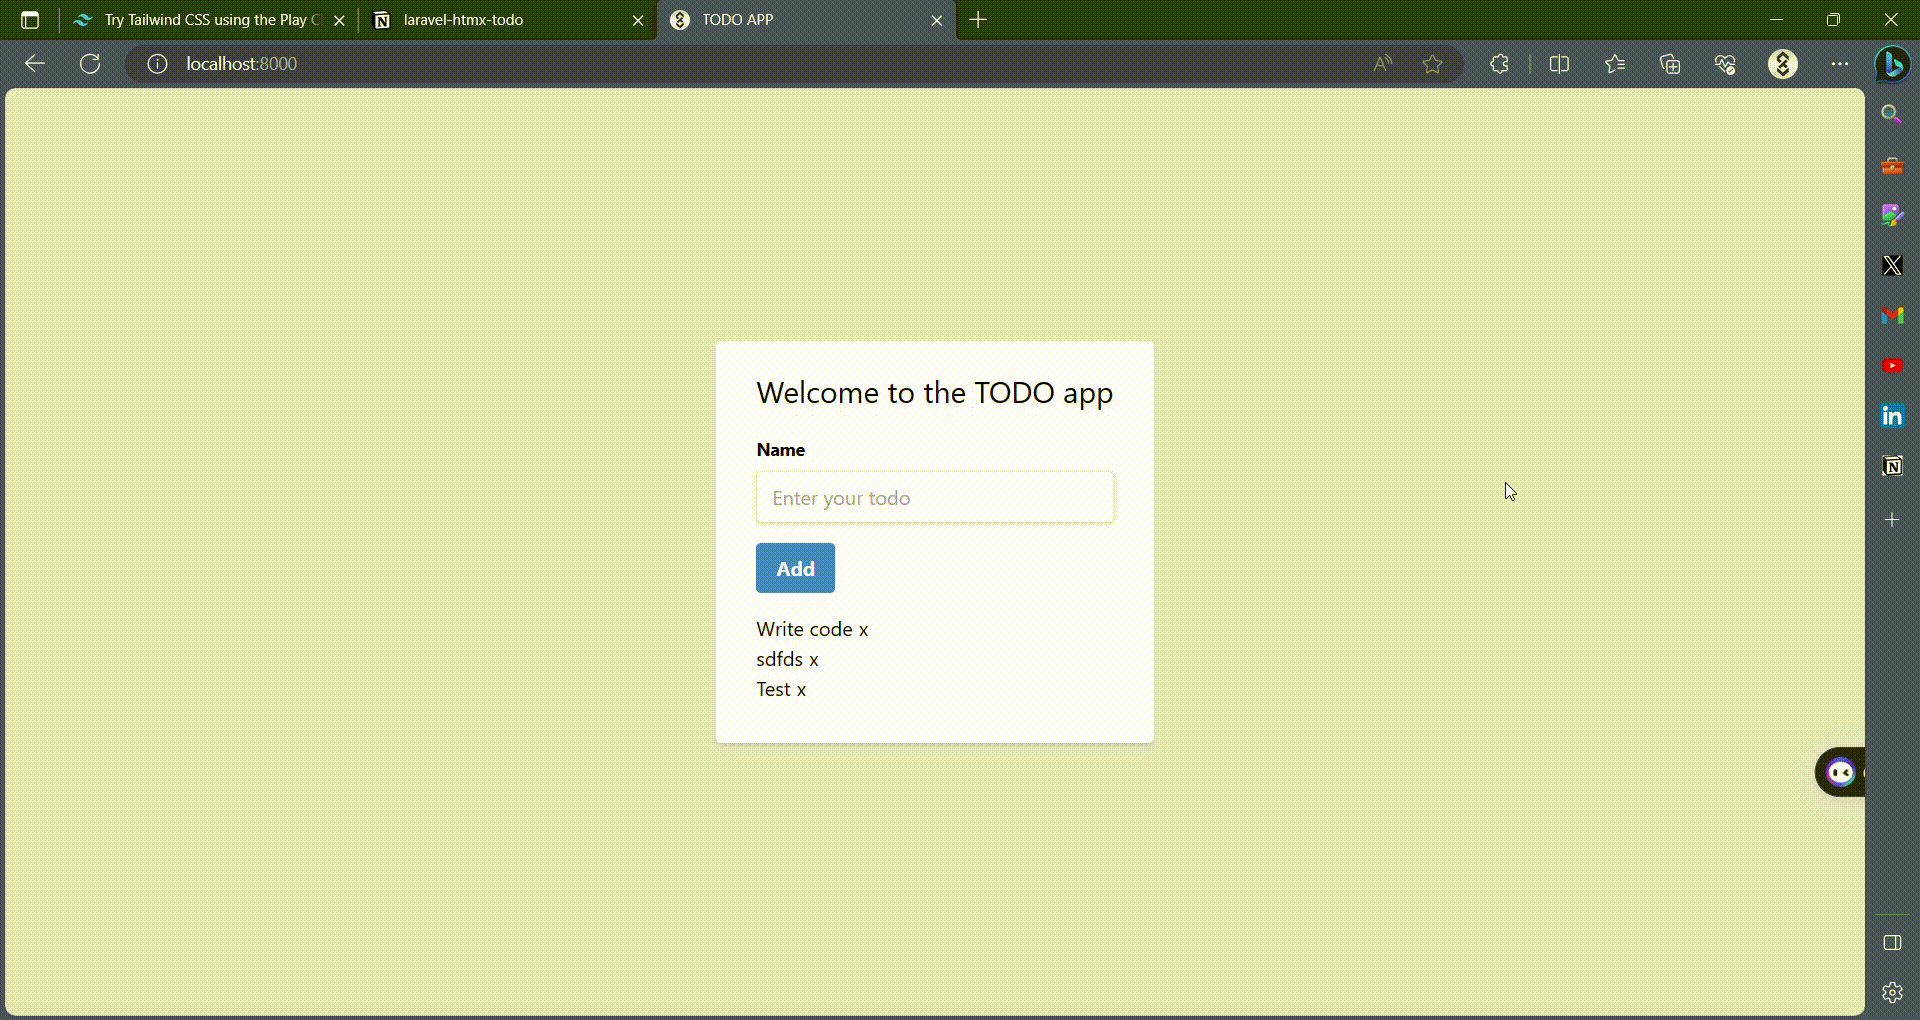 Try Tailwind CSS using the Play C
laravel-htmx-todo
TODO APP
localhost:8000
Welcome to the TODO app
Name
Enter your todo
Add
Write code x
sdfds x
Test x